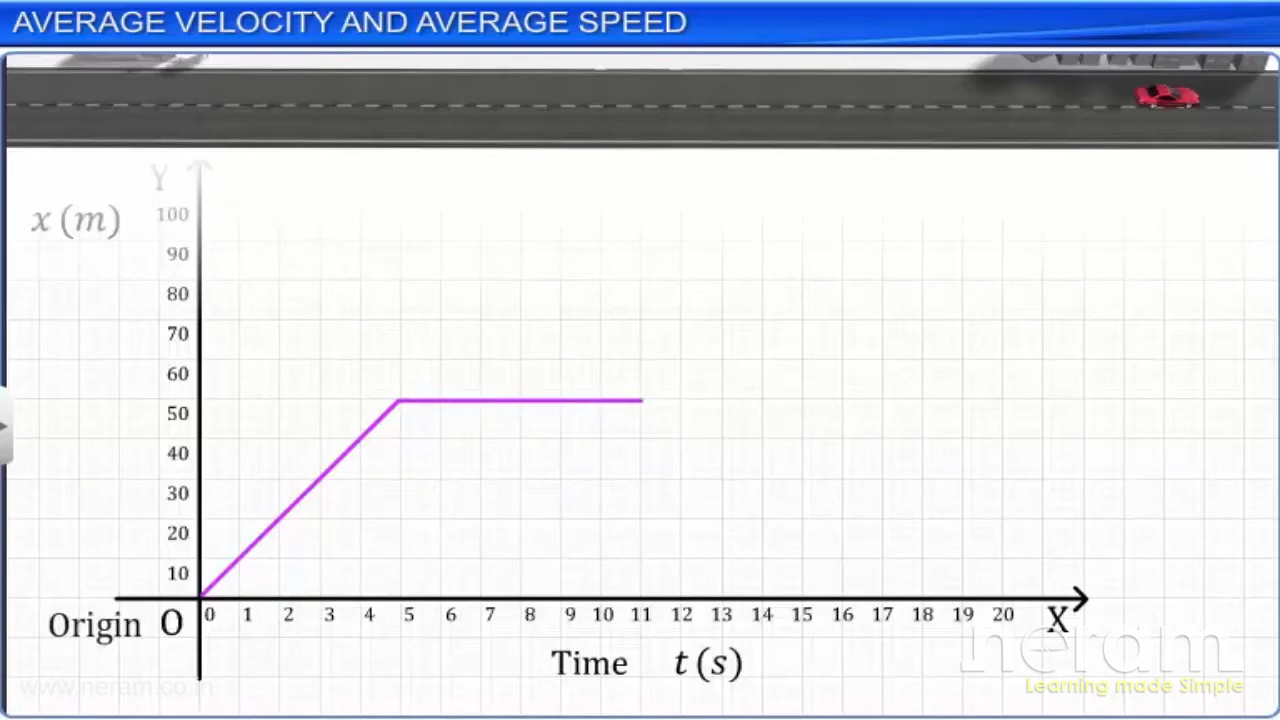 AVERAGE VELOCITY AND AVERAGE SPEED
Y
x (m)
100
90
80
70
60
50
40
30
20
10
Origin O
0 1 2 3 4 5 6 7 8 9 10 11 12 13 14 15 16 17 18 19 20
X
Time t (s)
neram
Learning made Simple
www.neram.co.in